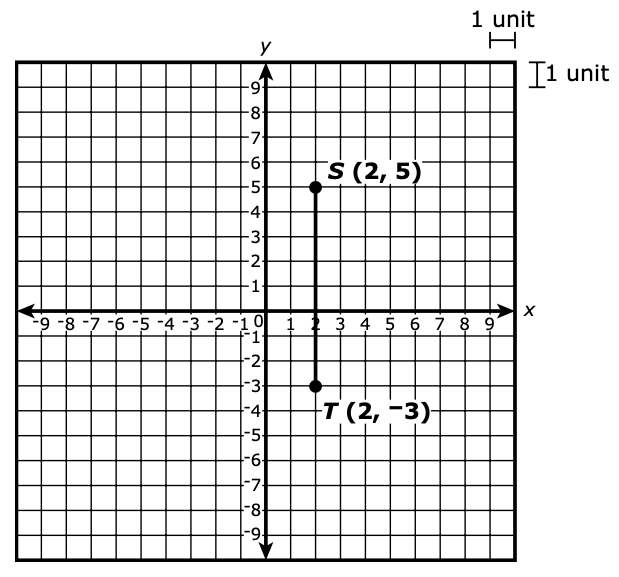 1 unit
y
1 unit
9
8
7
6
S (2, 5)
5
4
3
2
1
x
-9 -8 -7 -6 -5 -4 -3 -2 -1 0 1 2 3 4 5 6 7 8 9
-1
-2
-3
T (2, −3)
-4
-5
-6
-7
-8
-9